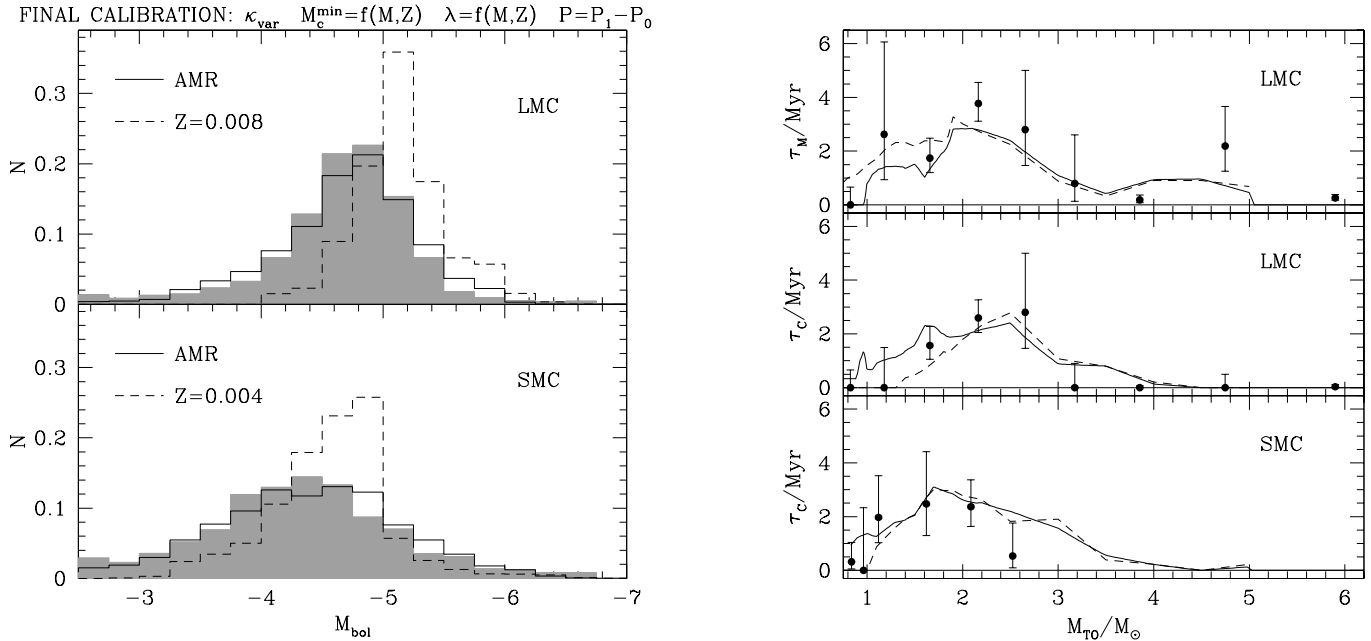 FINAL CALIBRATION: κvar Mcmin=f(M,Z) λ=f(M,Z) P=P1−P0
0.3
0.2
0.1
0
N
AMR
Z=0.008
LMC
0.3
0.2
0.1
0
N
AMR
Z=0.004
SMC
−3 −4 −5 −6 −7
Mbol
6
4
2
0
τM/Myr
LMC
6
4
2
0
τC/Myr
LMC
6
4
2
0
τC/Myr
SMC
1 2 3 4 5 6
MTO/M⊙